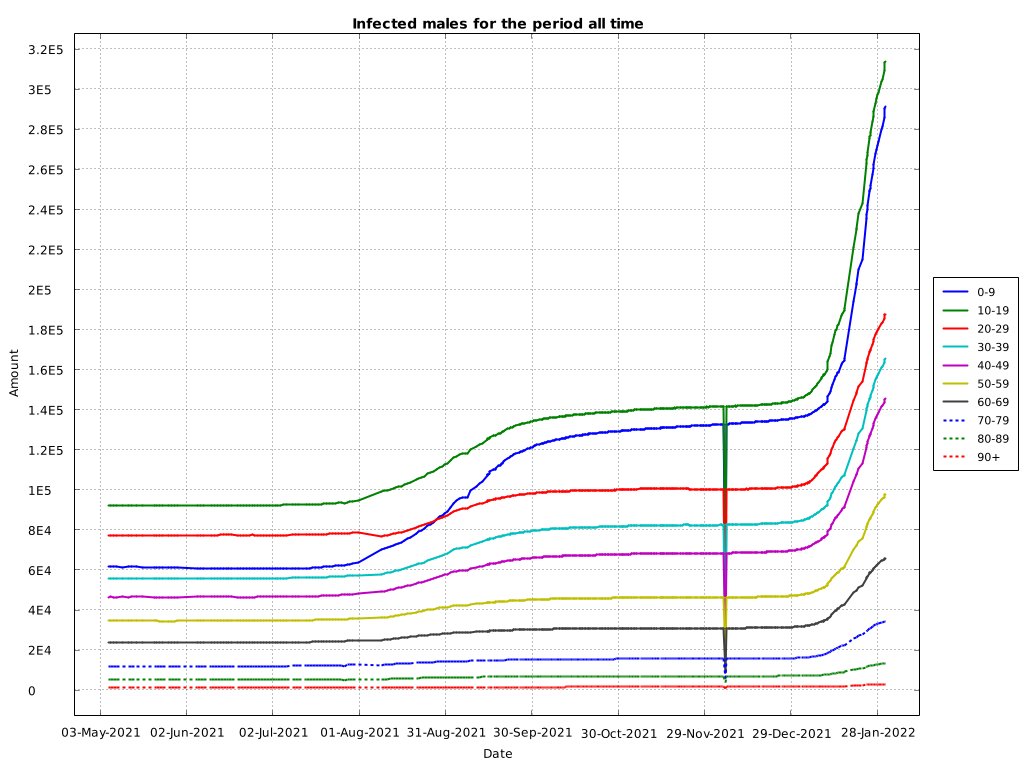 Infected males for the period all time
Amount
3.2E5
3E5
2.8E5
2.6E5
2.4E5
2.2E5
2E5
1.8E5
1.6E5
1.4E5
1.2E5
1E5
8E4
6E4
4E4
2E4
0
03-May-2021 02-Jun-2021 02-Jul-2021 01-Aug-2021 31-Aug-2021 30-Sep-2021 30-Oct-2021 29-Nov-2021 29-Dec-2021 28-Jan-2022
Date
0-9
10-19
20-29
30-39
40-49
50-59
60-69
70-79
80-89
90+